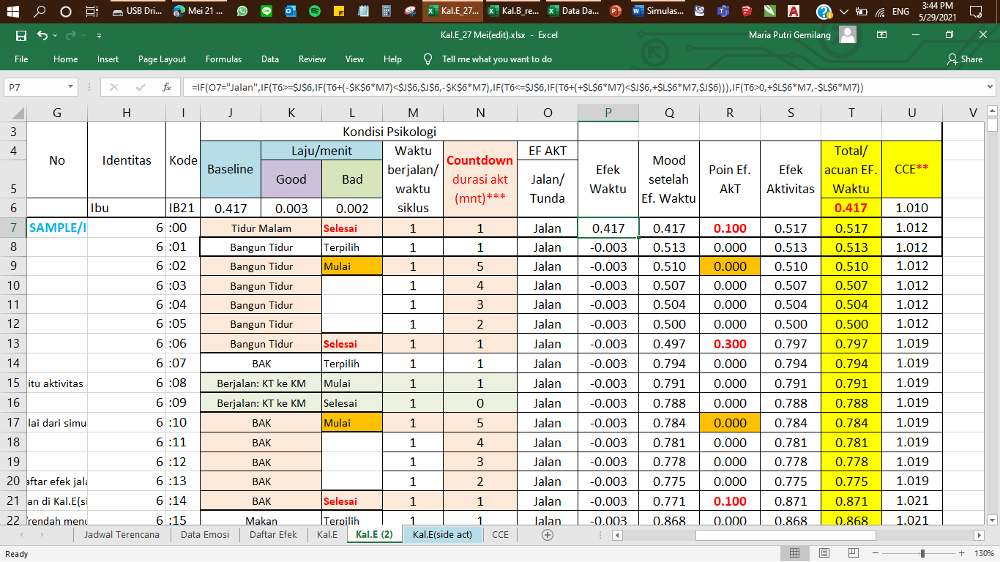 USB Dri... Mei 21 ... Kal.E_27... Kal.B_re... Data Da... Simulas... ENG 3:44 PM
5/29/2021
Kal.E_27 Mei(edit).xlsx - Excel Maria Putri Gemilang
File Home Insert Page Layout Formulas Data Review View Help Tell me what you want to do Share
P7 fx =IF(O7="Jalan",IF(T6>=$J$6,IF(T6+(-$K$6*M7)<$J$6,$J$6,-$K$6*M7),IF(T6<=$J$6,IF(T6+(+$L$6*M7)<$J$6,+$L$6*M7,$J$6))),IF(T6>0,+$L$6*M7,-$L$6*M7))
G H I J K L M N O P Q R S T U V
3 Kondisi Psikologi
4 No Identitas Kode Baseline Laju/menit Waktu berjalan/ waktu siklus Countdown durasi akt (mnt)*** EF AKT Efek Waktu Mood setelah Ef. Waktu Poin Ef. AkT Efek Aktivitas Total/ acuan EF. Waktu CCE**
5 Good Bad Jalan/ Tunda
6 Ibu IB21 0.417 0.003 0.002 0.417 1.010
7 SAMPLE/I 6 :00 Tidur Malam Selesai 1 1 Jalan 0.417 0.417 0.100 0.517 0.517 1.012
8 6 :01 Bangun Tidur Terpilih 1 1 Jalan -0.003 0.513 0.000 0.513 0.513 1.012
9 6 :02 Bangun Tidur Mulai 1 5 Jalan -0.003 0.510 0.000 0.510 0.510 1.012
10 6 :03 Bangun Tidur 1 4 Jalan -0.003 0.507 0.000 0.507 0.507 1.012
11 6 :04 Bangun Tidur 1 3 Jalan -0.003 0.504 0.000 0.504 0.504 1.012
12 6 :05 Bangun Tidur 1 2 Jalan -0.003 0.500 0.000 0.500 0.500 1.012
13 6 :06 Bangun Tidur Selesai 1 1 Jalan -0.003 0.497 0.300 0.797 0.797 1.019
14 6 :07 BAK Terpilih 1 1 Jalan -0.003 0.794 0.000 0.794 0.794 1.019
15 itu aktivitas 6 :08 Berjalan: KT ke KM Mulai 1 1 Jalan -0.003 0.791 0.000 0.791 0.791 1.019
16 6 :09 Berjalan: KT ke KM Selesai 1 0 Jalan -0.003 0.788 0.000 0.788 0.788 1.019
17 lai dari simu 6 :10 BAK Mulai 1 5 Jalan -0.003 0.784 0.000 0.784 0.784 1.019
18 6 :11 BAK 1 4 Jalan -0.003 0.781 0.000 0.781 0.781 1.019
19 6 :12 BAK 1 3 Jalan -0.003 0.778 0.000 0.778 0.778 1.019
20 aftar efek jala 6 :13 BAK 1 2 Jalan -0.003 0.775 0.000 0.775 0.775 1.019
21 an di Kal.E(si 6 :14 BAK Selesai 1 1 Jalan -0.003 0.771 0.100 0.871 0.871 1.021
22 rendah menu 6 :15 Makan Terpilih 1 1 Jalan -0.003 0.868 0.000 0.868 0.868 1.021
Jadwal Terencana Data Emosi Daftar Efek Kal.E Kal.E (2) Kal.E(side act) CCE
Ready 130%